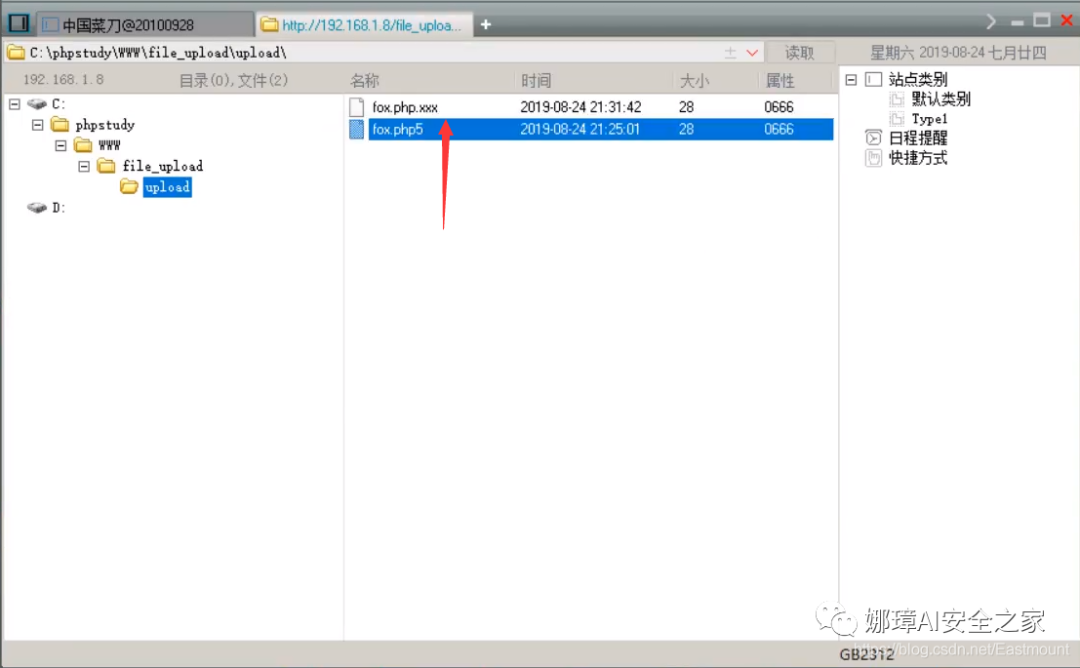 中国菜刀@20100928
http://192.168.1.8/file_uploa...
C:\phpstudy\WWW\file_upload\upload\
读取
星期六 2019-08-24 七月廿四
192.168.1.8
目录(0),文件(2)
名称
时间
大小
属性
C:
phpstudy
WWW
file_upload
upload
D:
fox.php.xxx 2019-08-24 21:31:42 28 0666
fox.php5 2019-08-24 21:25:01 28 0666
站点类别
默认类别
Type1
日程提醒
快捷方式
娜璋AI安全之家
GB2312
https://blog.csdn.net/Eastmount